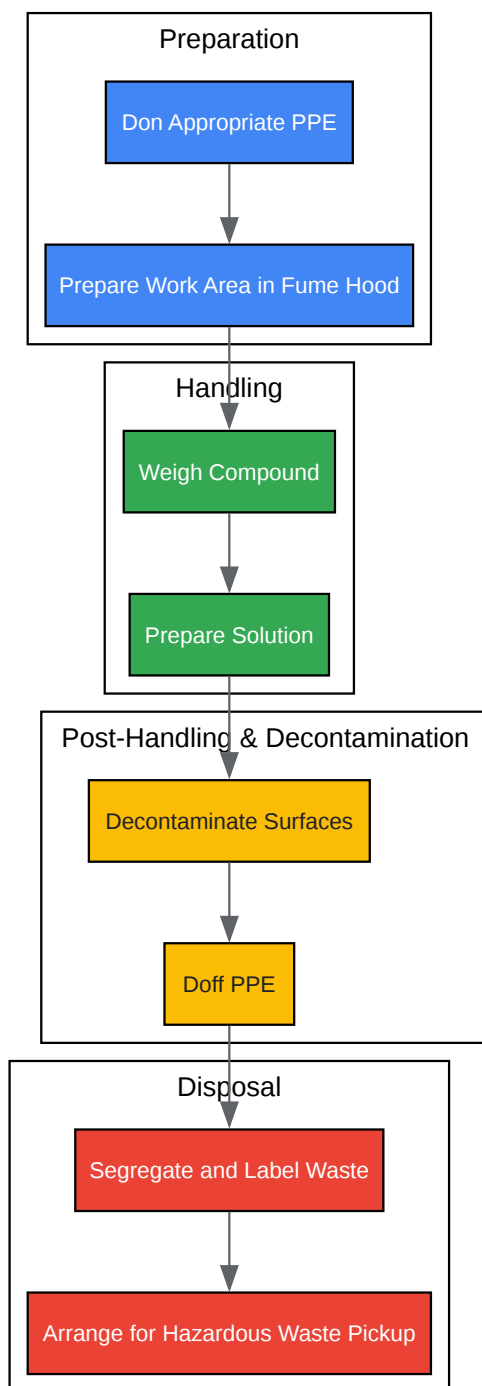 Preparation
Don Appropriate PPE
Prepare Work Area in Fume Hood
Handling
Weigh Compound
Prepare Solution
Post-Handling & Decontamination
Decontaminate Surfaces
Doff PPE
Disposal
Segregate and Label Waste
Arrange for Hazardous Waste Pickup